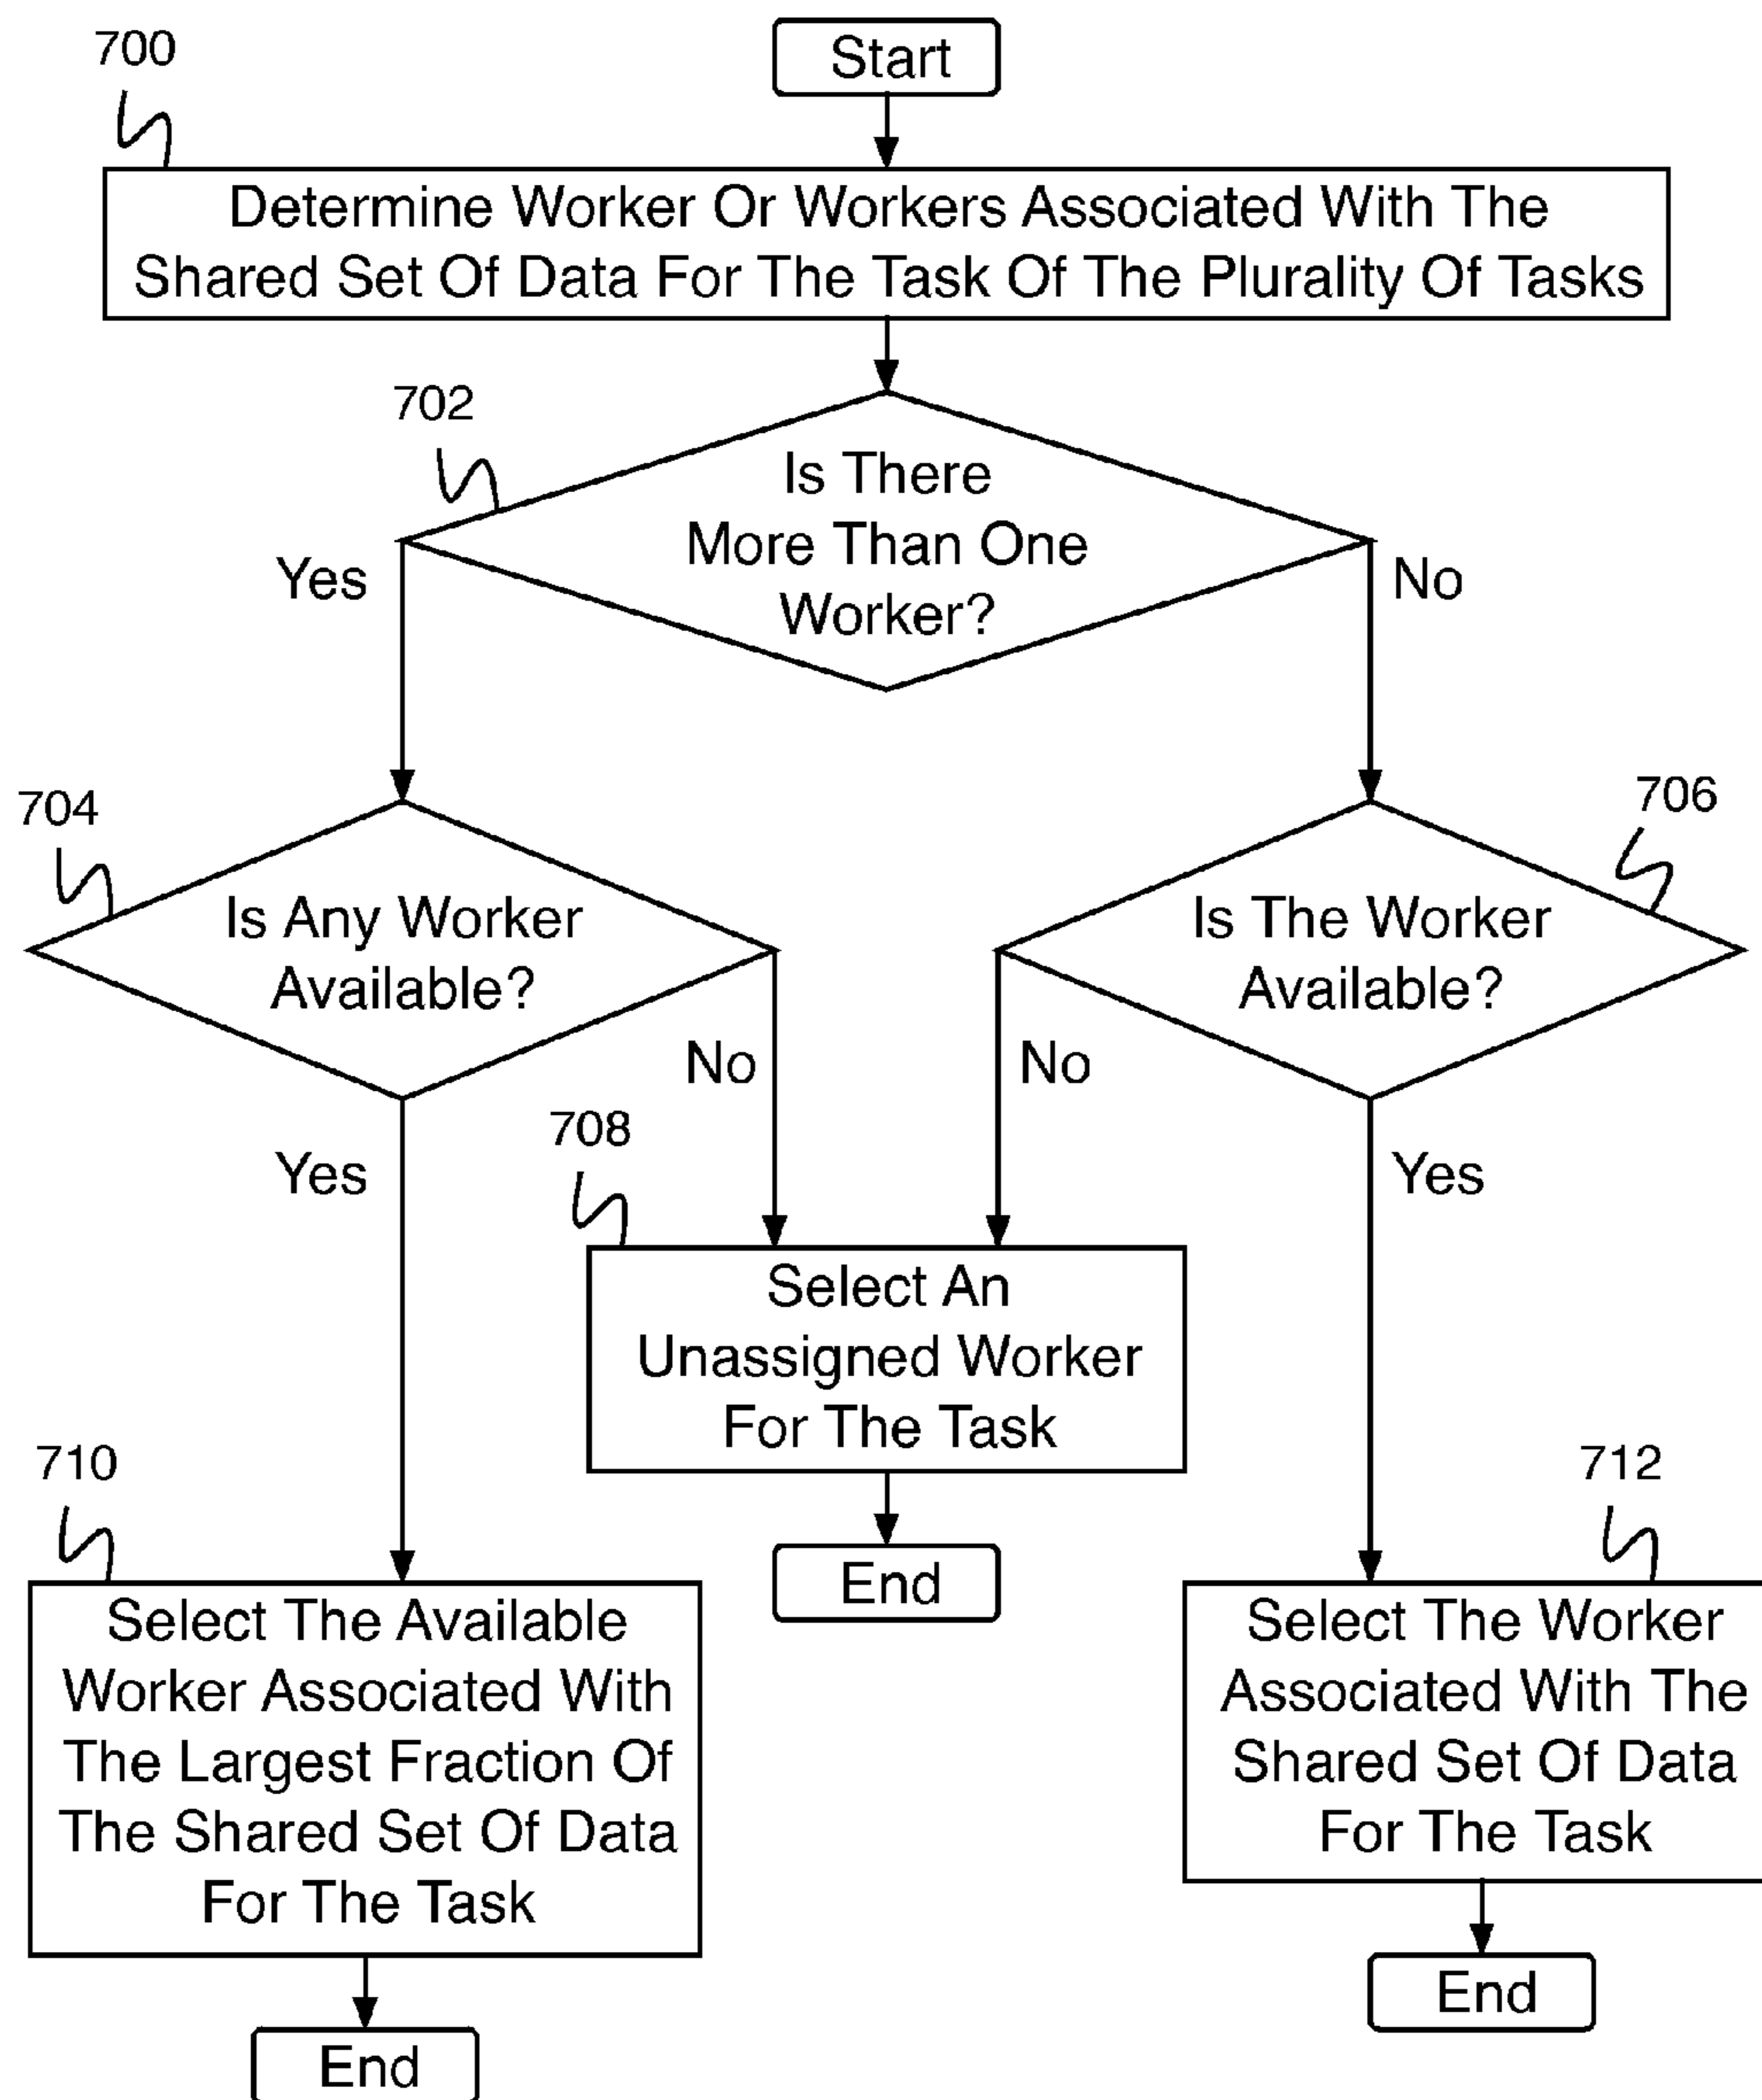 700
Start
Determine Worker Or Workers Associated With The
Shared Set Of Data For The Task Of The Plurality Of Tasks
702
Is There
More Than One
Worker?
Yes
No
704
706
Is Any Worker
Available?
Is The Worker
Available?
No
No
708
Yes
Yes
Select An
Unassigned Worker
For The Task
710
712
End
Select The Available
Worker Associated With
The Largest Fraction Of
The Shared Set Of Data
For The Task
Select The Worker
Associated With The
Shared Set Of Data
For The Task
End
End